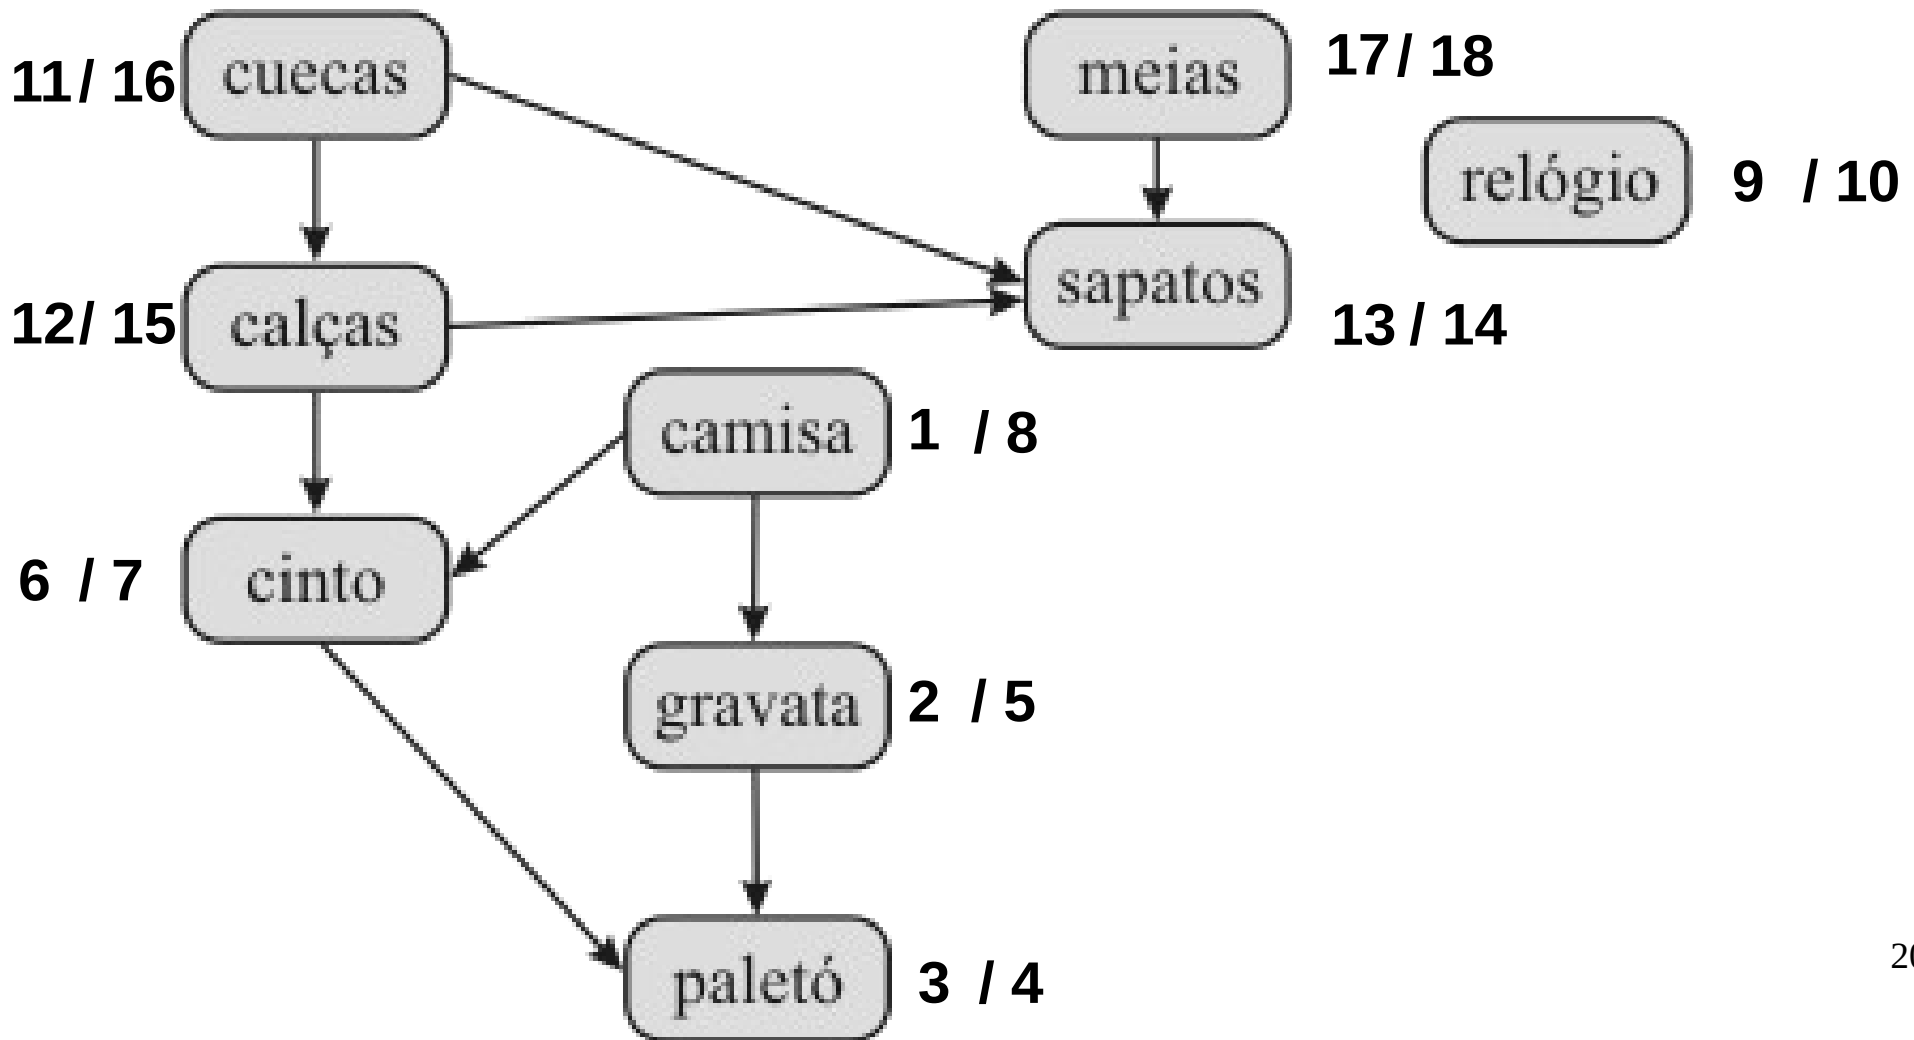 11/ 16
cuecas
meias
17/ 18
relógio
9 / 10
12/ 15
calças
sapatos
13 / 14
camisa
1 / 8
6 / 7
cinto
gravata
2 / 5
paletó
3 / 4